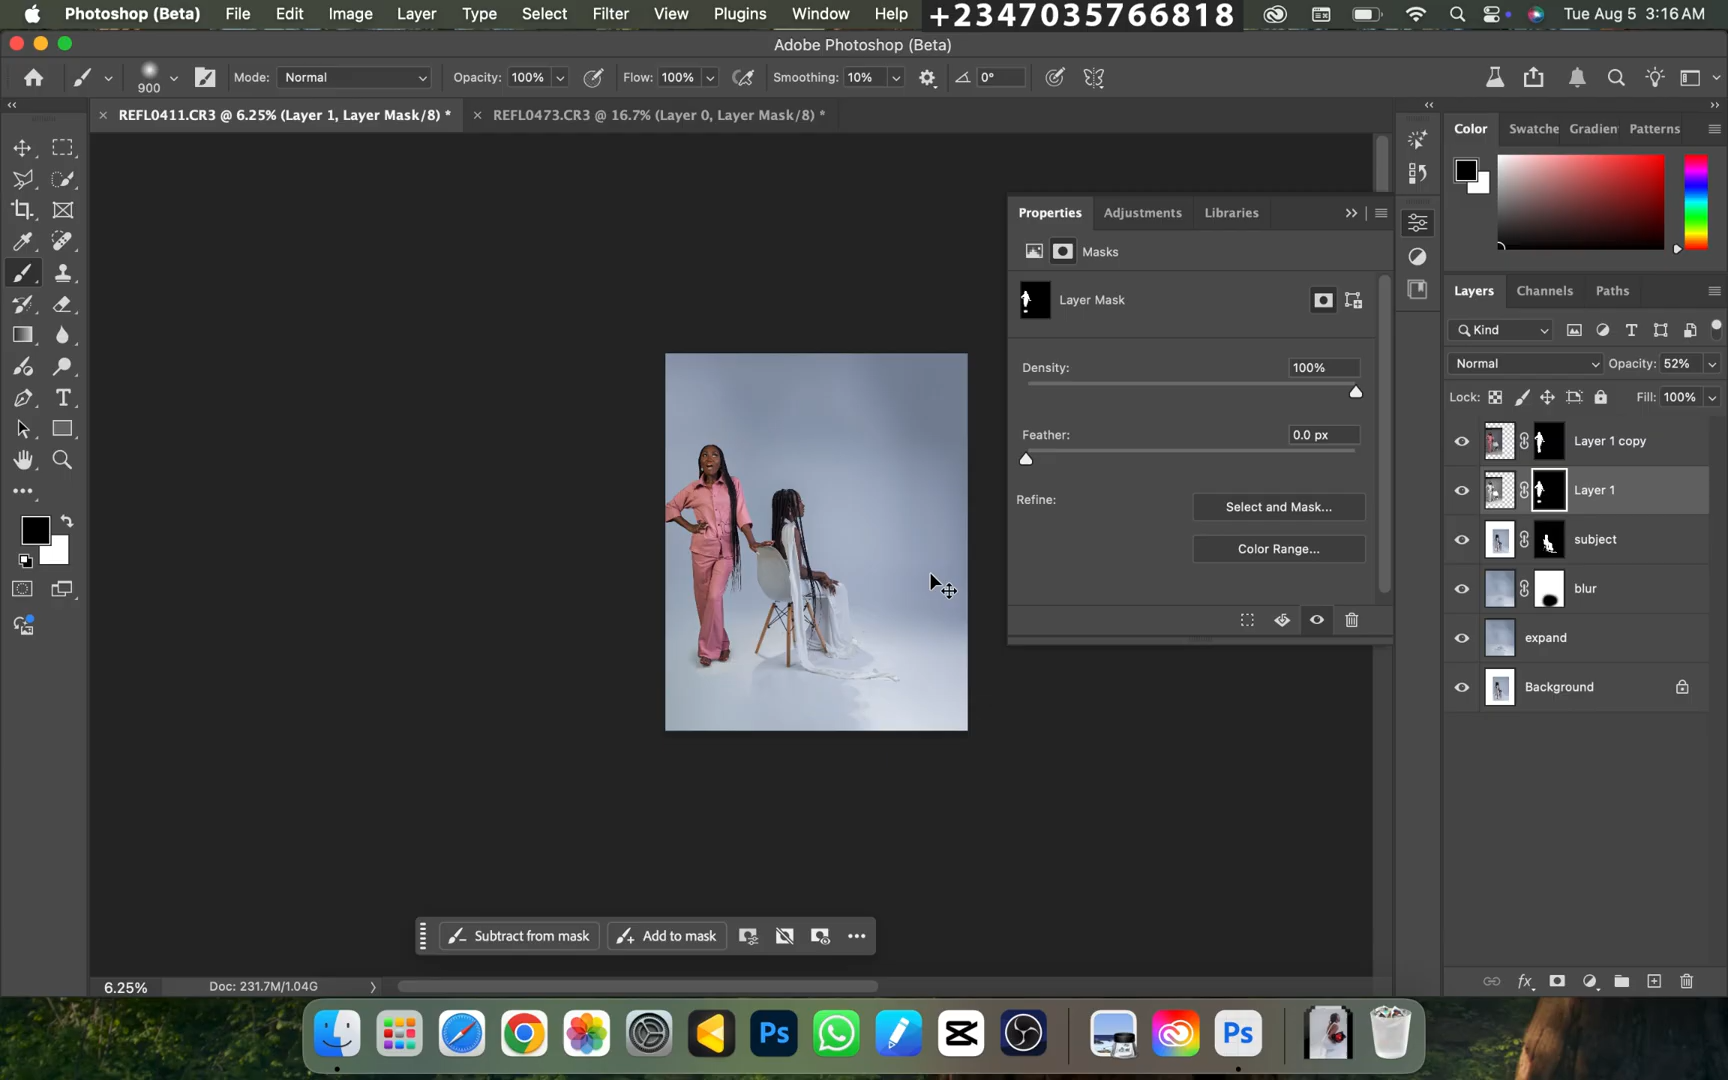 Photoshop (Beta) File Edit Image Layer Type Select Filter View Plugins Window Help +2347035766818 Tue Aug 5 3:16 AM
Adobe Photoshop (Beta)
900 Mode: Normal Opacity: 100% Flow: 100% Smoothing: 10% 0°
REFL0411.CR3 @ 6.25% (Layer 1, Layer Mask/8) * REFL0473.CR3 @ 16.7% (Layer 0, Layer Mask/8) *
Color Swatche Gradien Patterns
Properties Adjustments Libraries
Masks
Layer Mask
Density: 100%
Feather: 0.0 px
Refine: Select and Mask...
Color Range...
Layers Channels Paths
Kind
Normal Opacity: 52%
Lock: Fill: 100%
Layer 1 copy
Layer 1
subject
blur
expand
Background
Subtract from mask Add to mask
6.25% Doc: 231.7M/1.04G
Ps Ps